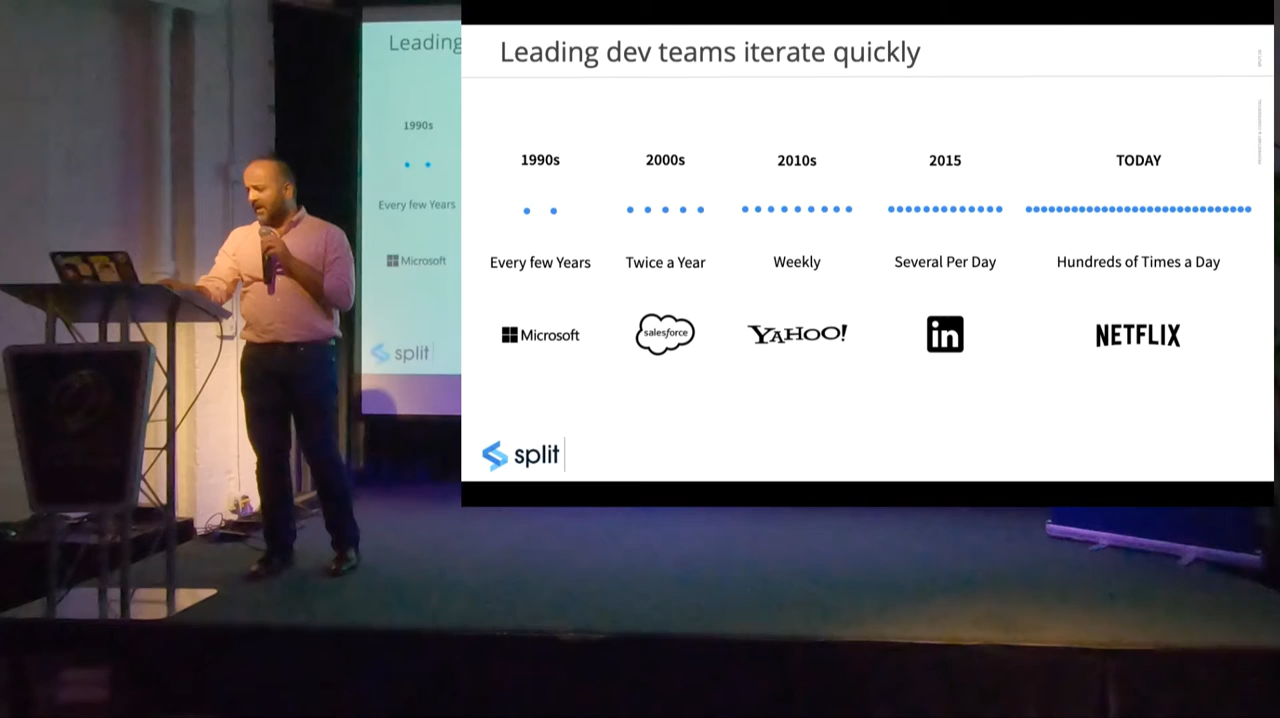 Leading
1990s
Every few Years
Microsoft
split
Leading dev teams iterate quickly
1990s
2000s
2010s
2015
TODAY
Every few Years
Twice a Year
Weekly
Several Per Day
Hundreds of Times a Day
Microsoft
salesforce
YAHOO!
in
NETFLIX
split